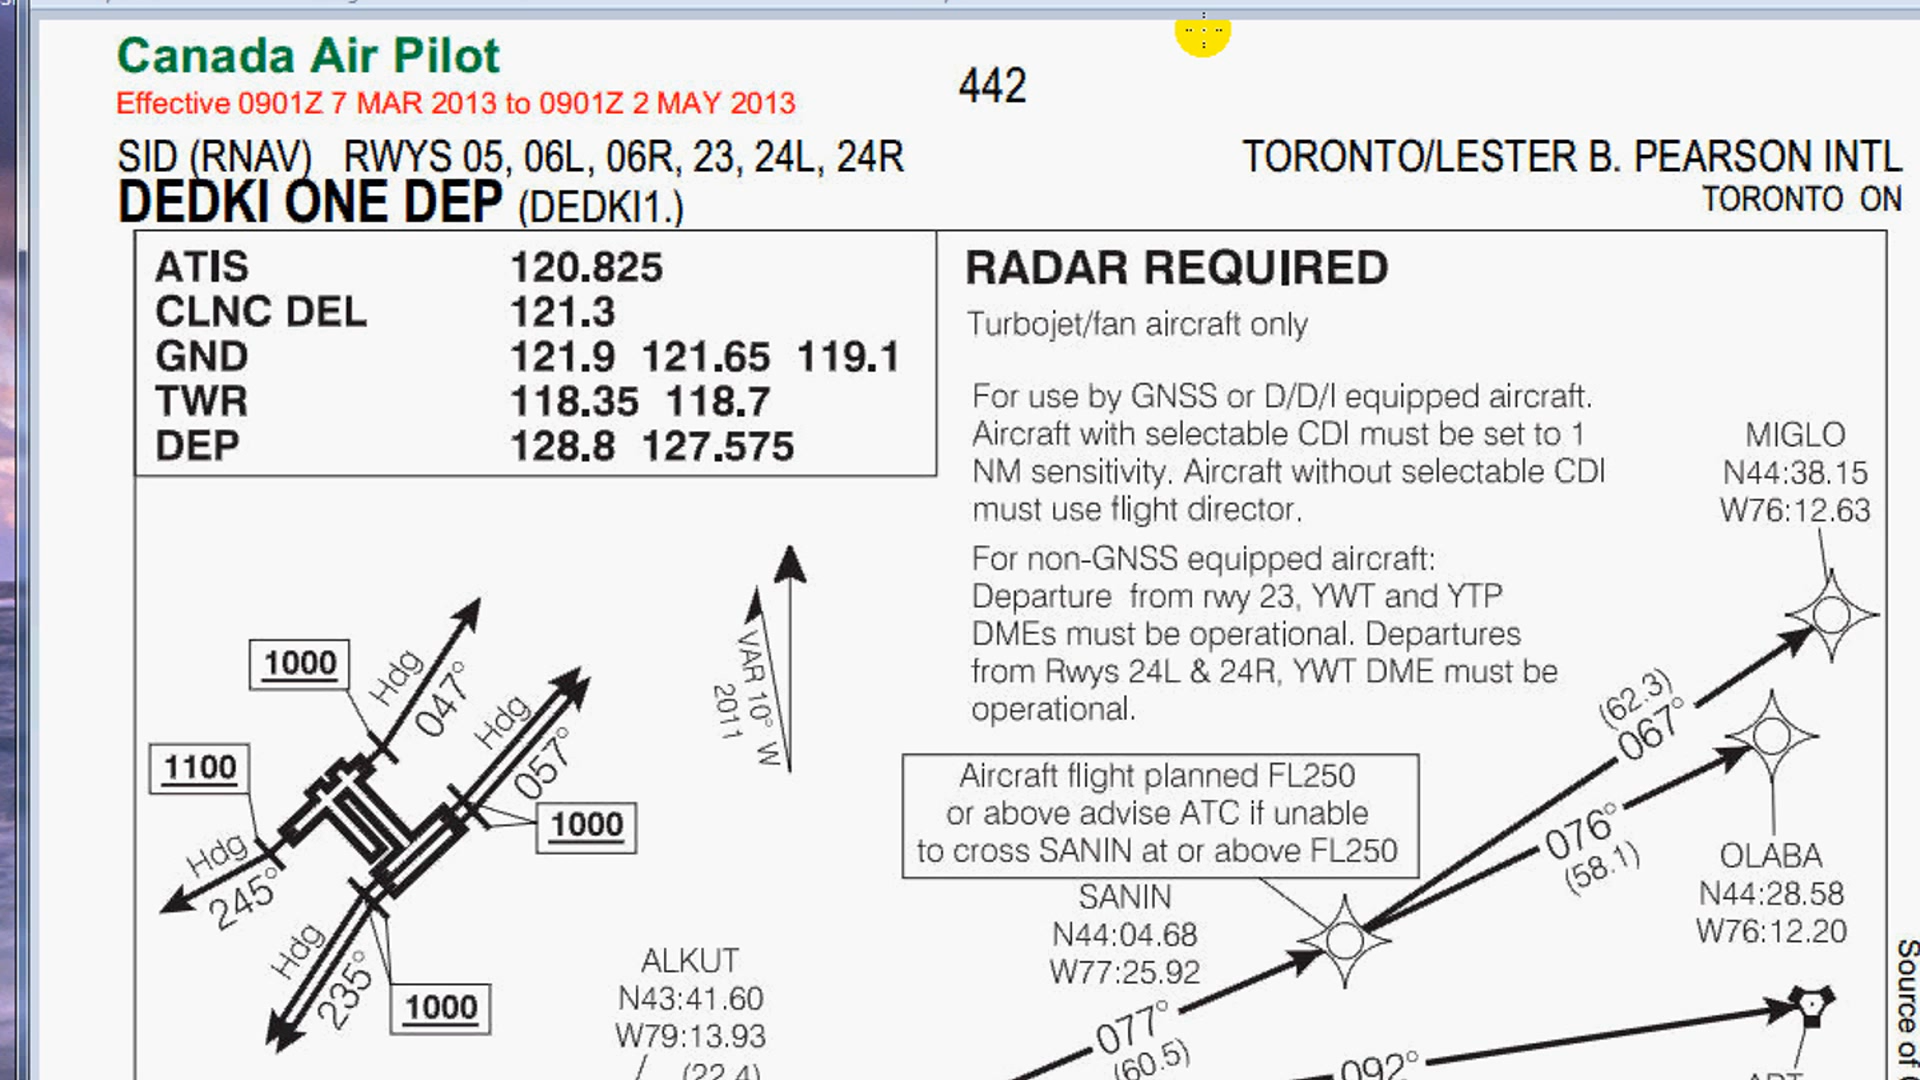 Canada Air Pilot
Effective 0901Z 7 MAR 2013 to 0901Z 2 MAY 2013
442
SID (RNAV) RWYS 05, 06L, 06R, 23, 24L, 24R
TORONTO/LESTER B. PEARSON INTL
DEDKI ONE DEP (DEDKI1.)
TORONTO ON
ATIS 120.825
CLNC DEL 121.3
GND 121.9 121.65 119.1
TWR 118.35 118.7
DEP 128.8 127.575
RADAR REQUIRED
Turbojet/fan aircraft only
For use by GNSS or D/D/I equipped aircraft.
Aircraft with selectable CDI must be set to 1
NM sensitivity. Aircraft without selectable CDI
must use flight director.
For non-GNSS equipped aircraft:
Departure from rwy 23, YWT and YTP
DMEs must be operational. Departures
from Rwys 24L & 24R, YWT DME must be
operational.
MIGLO
N44:38.15
W76:12.63
1000
Hdg
047°
Hdg
057°
1100
1000
Hdg
245°
Hdg
235°
1000
VAR 10° W
2011
Aircraft flight planned FL250
or above advise ATC if unable
to cross SANIN at or above FL250
(62.3)
067°
076°
(58.1)
OLABA
N44:28.58
W76:12.20
SANIN
N44:04.68
W77:25.92
ALKUT
N43:41.60
W79:13.93
(22.4)
077°
(60.5)
092°
Source of